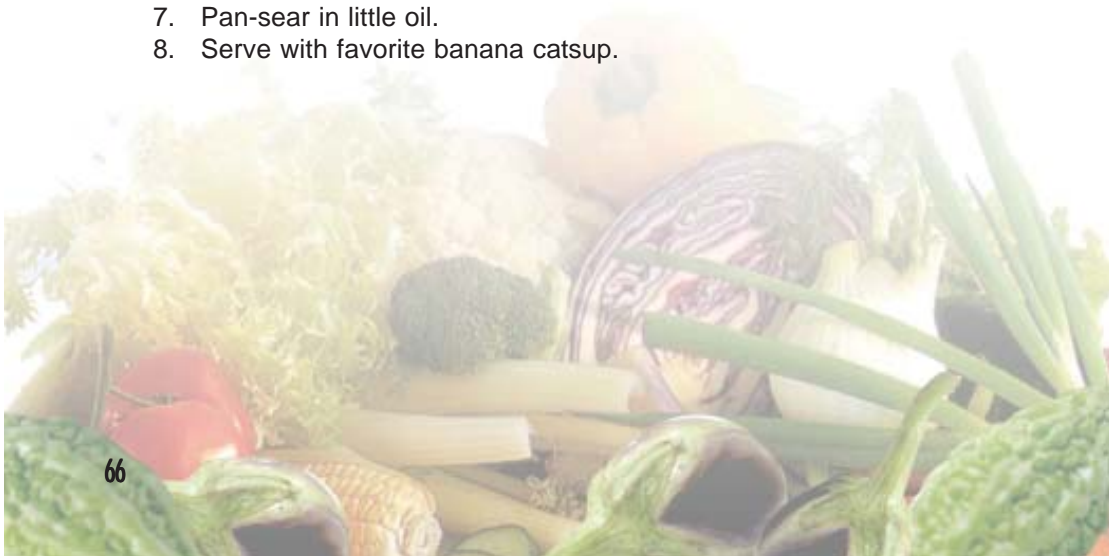 7. Pan-sear in little oil.
8. Serve with favorite banana catsup.
66